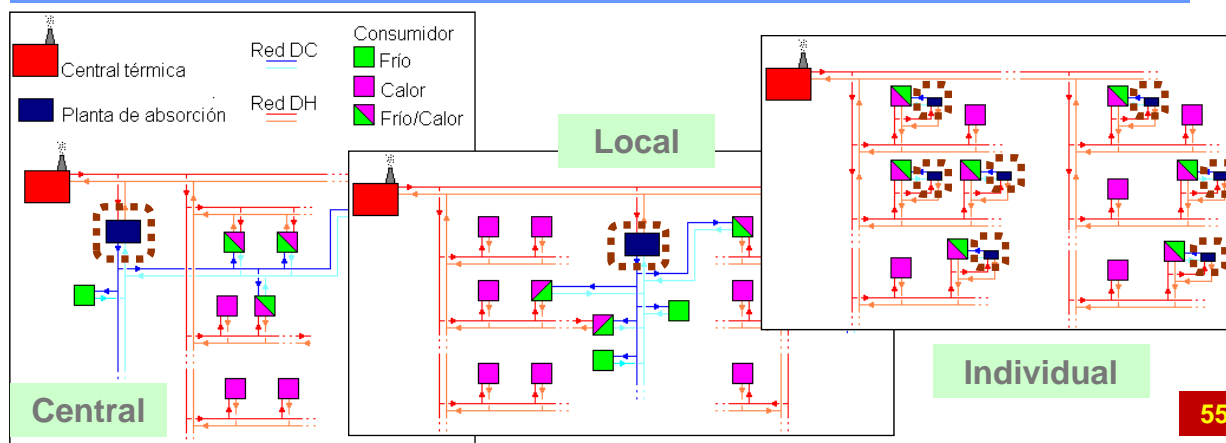 Consumidor
Red DC
Frío
Central térmica
Calor
Red DH
Planta de absorción
Frío/Calor
Local
Individual
Central
55